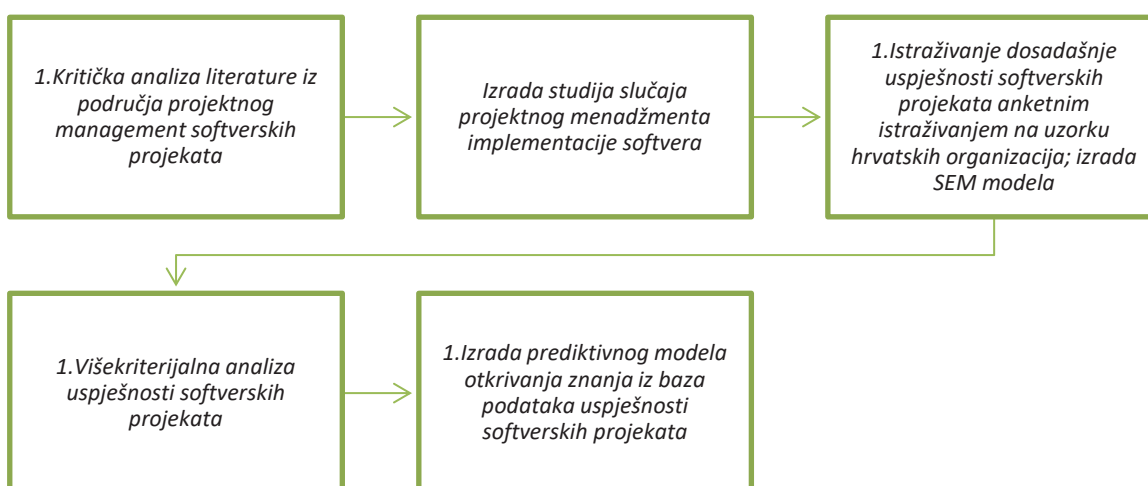 1.Kritička analiza literature iz
područja projektnog
management softverskih
projekata
Izrada studija slučaja
projektnog menadžmenta
implementacije softvera
1.Istraživanje dosadašnje
uspješnosti softverskih
projekata anketnim
istraživanjem na uzorku
hrvatskih organizacija; izrada
SEM modela
1.Višekriterijalna analiza
uspješnosti softverskih
projekata
1.Izrada prediktivnog modela
otkrivanja znanja iz baza
podataka uspješnosti
softverskih projekata